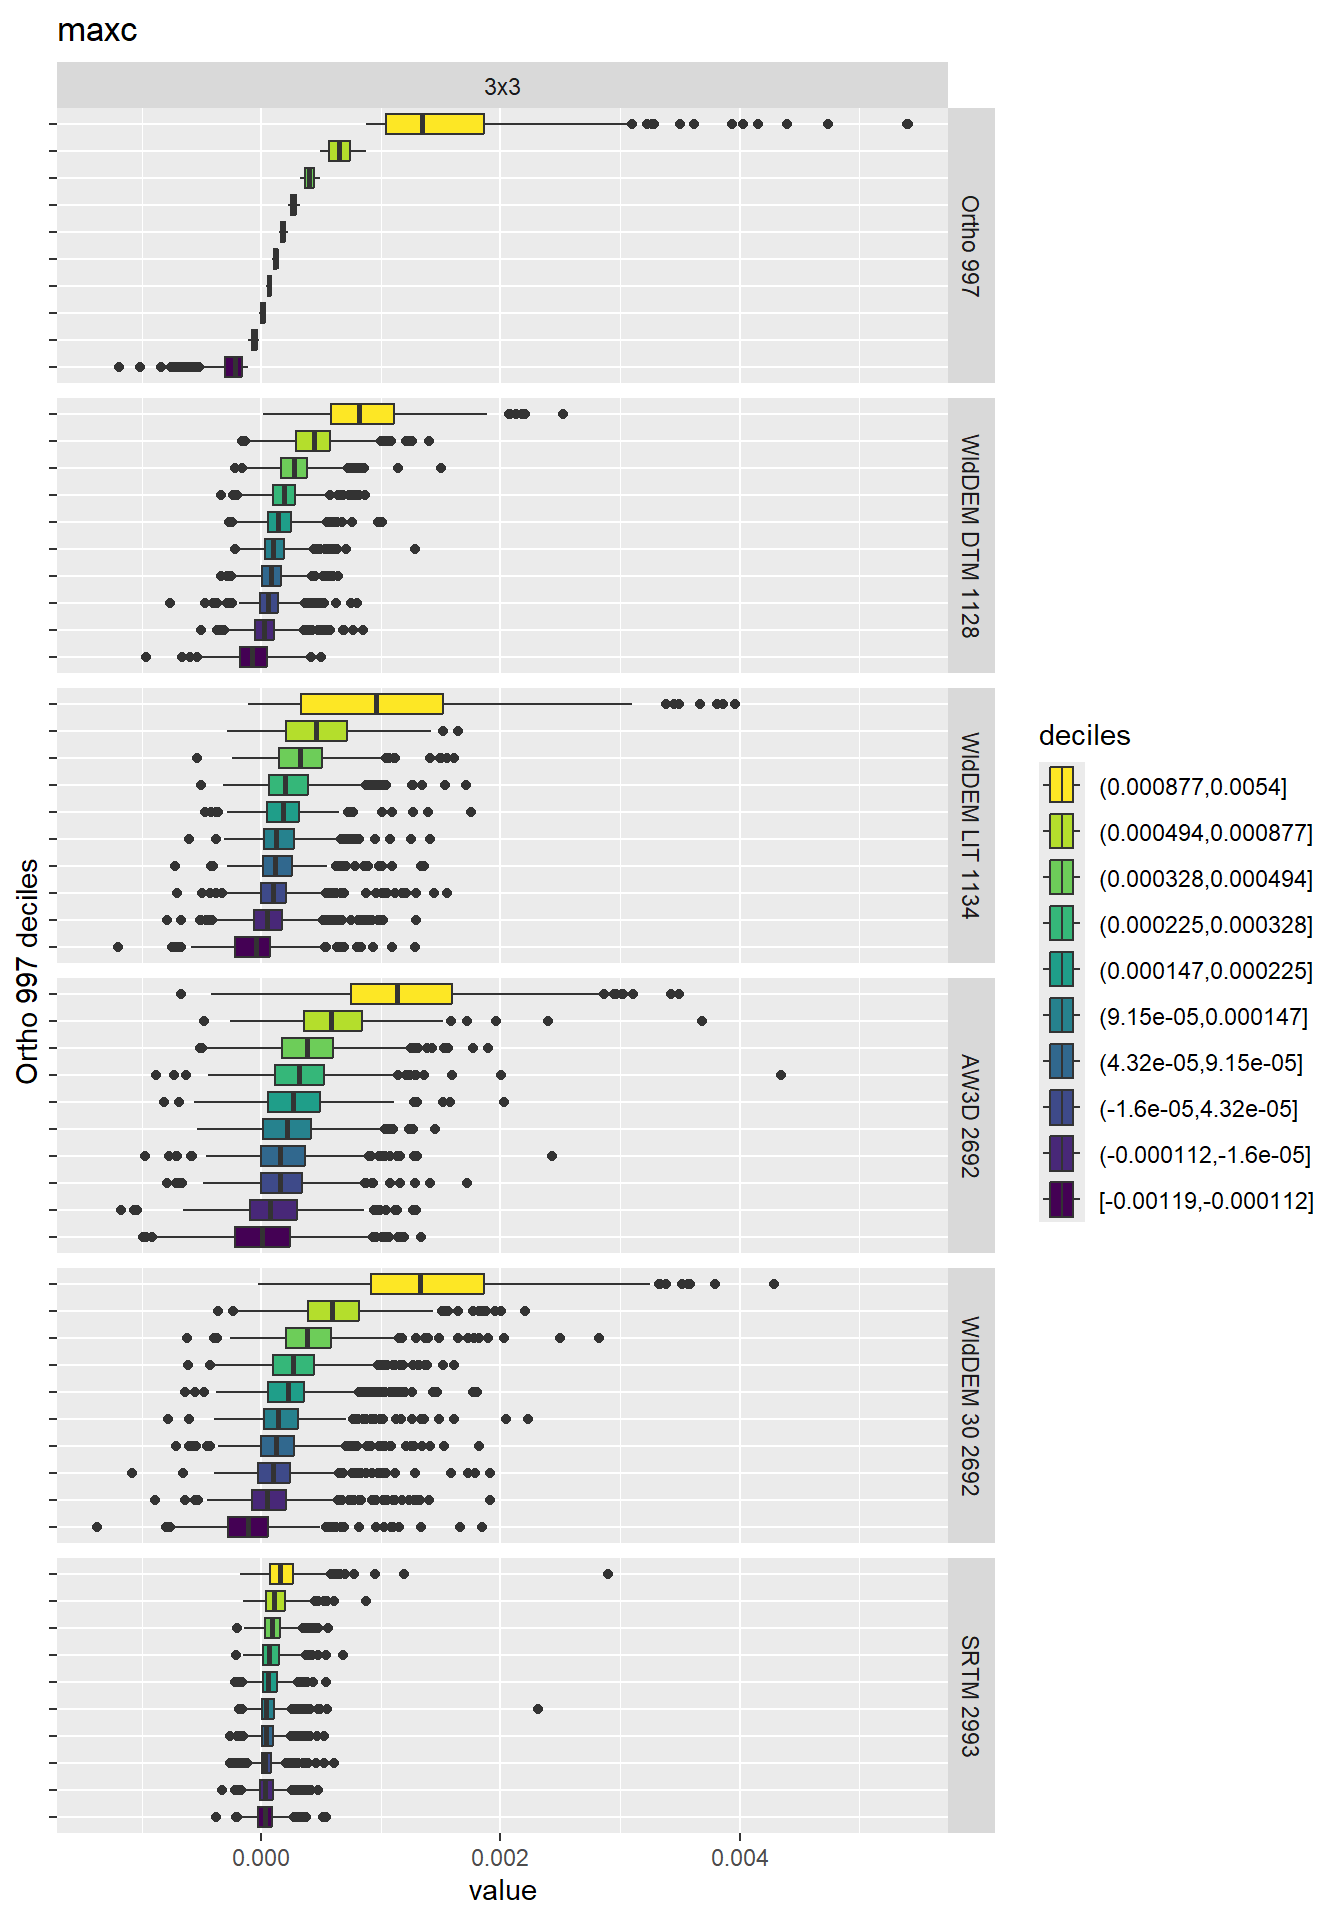 maxc
3x3
Ortho 997
WldDEM DTM 1128
WldDEM LIT 1134
AW3D 2692
WldDEM 30 2692
SRTM 2993
Ortho 997 deciles
0.000
0.002
0.004
value
deciles
(0.000877,0.0054]
(0.000494,0.000877]
(0.000328,0.000494]
(0.000225,0.000328]
(0.000147,0.000225]
(9.15e-05,0.000147]
(4.32e-05,9.15e-05]
(-1.6e-05,4.32e-05]
(-0.000112,-1.6e-05]
[-0.00119,-0.000112]